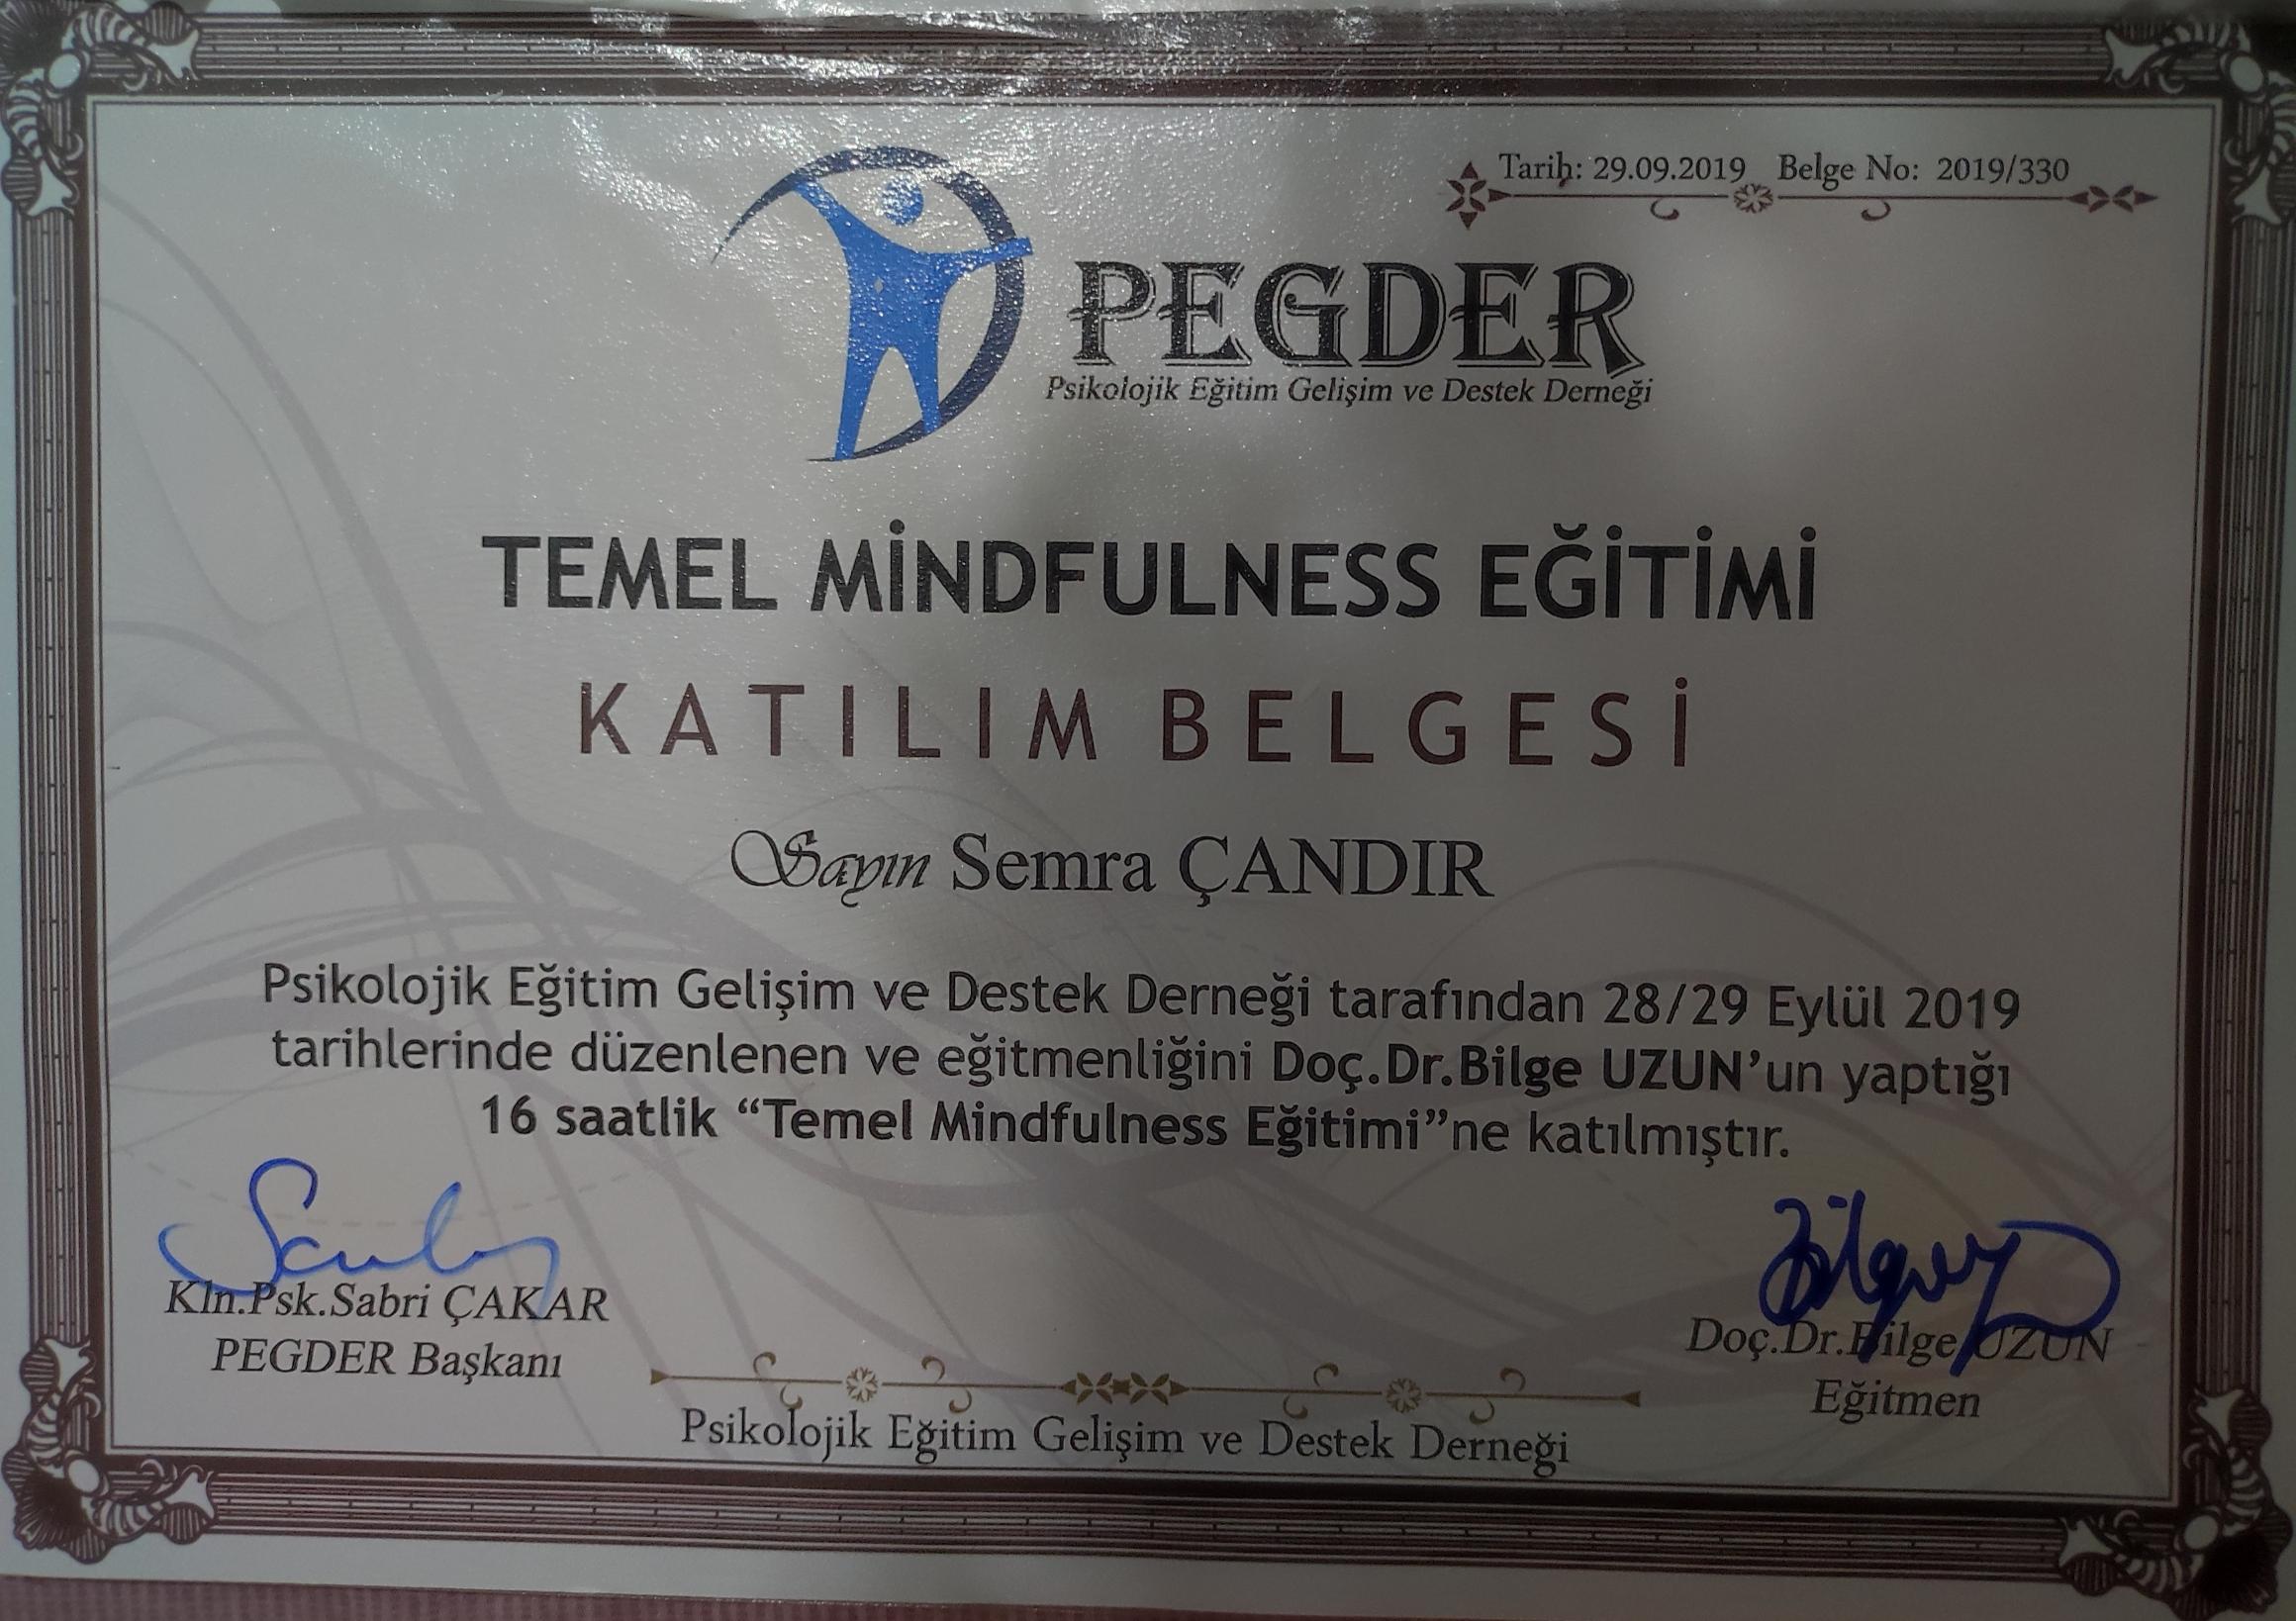 Tarih: 29.09.2019 Belge No: 2019/330
PEGDER
Psikolojik Eğitim Gelişim ve Destek Derneği
TEMEL MİNDFULNESS EĞİTİMİ
KATILIM BELGESİ
Sayın Semra ÇANDIR
Psikolojik Eğitim Gelişim ve Destek Derneği tarafından 28/29 Eylül 2019
tarihlerinde düzenlenen ve eğitmenliğini Doç.Dr.Bilge UZUN’un yaptığı
16 saatlik “Temel Mindfulness Eğitimi”ne katılmıştır.
Kln.Psk.Sabri ÇAKAR
PEGDER Başkanı
Doç.Dr.Bilge UZUN
Eğitmen
Psikolojik Eğitim Gelişim ve Destek Derneği